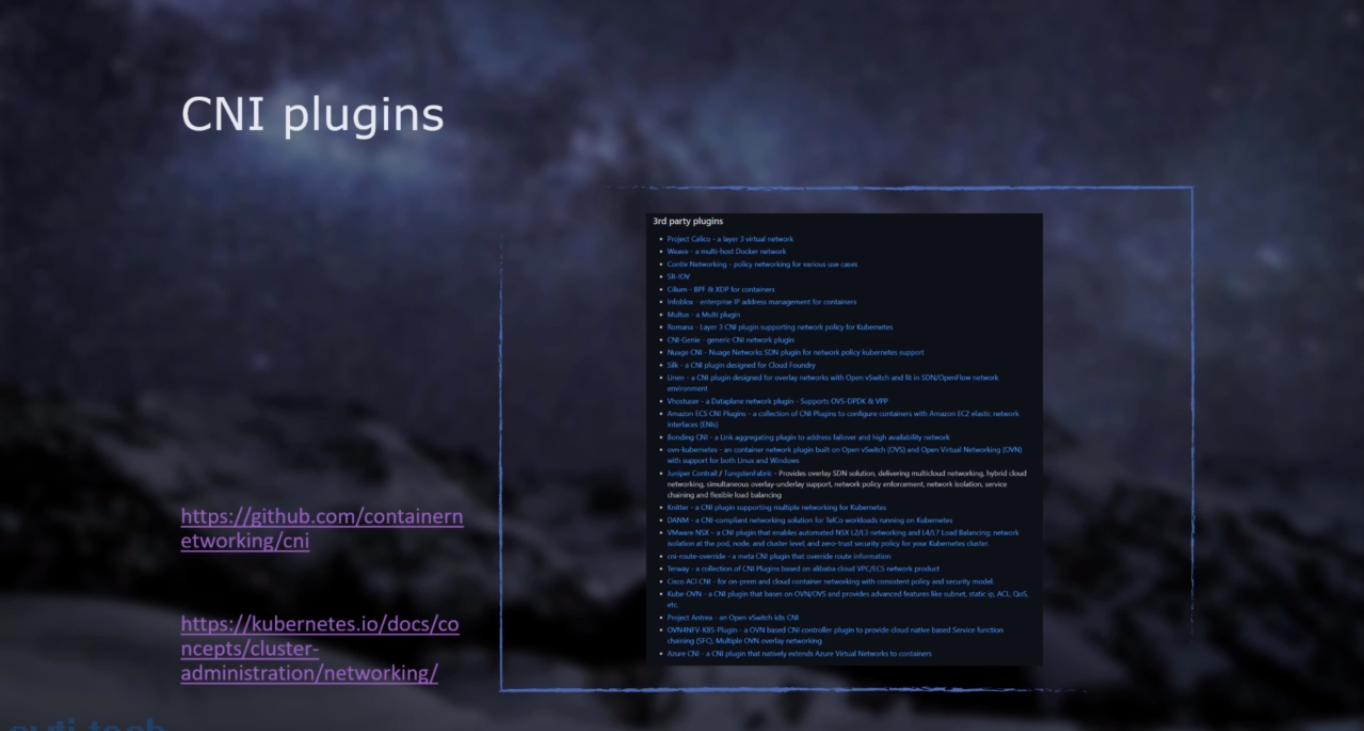 CNI plugins
3rd party plugins
• Project Calico - a layer 3 virtual network
• Weave - a multi-host Docker network
• Contiv Networking - policy networking for various use cases
• SR-IOV
• Cilium - BPF & XDP for containers
• Infoblox - enterprise IP address management for containers
• Multus - a Multi plugin
• Romana - Layer 3 CNI plugin supporting network policy for Kubernetes
• CNI-Genie - generic CNI network plugin
• Nuage CNI - Nuage Networks SDN plugin for network policy kubernetes support
• Silk - a CNI plugin designed for Cloud Foundry
• Linen - a CNI plugin designed for overlay networks with Open vSwitch and fit in SDN/OpenFlow network
environment
• Vhostuser - a Dataplane network plugin - Supports OVS-DPDK & VPP
• Amazon ECS CNI Plugins - a collection of CNI Plugins to configure containers with Amazon EC2 elastic network
interfaces (ENIs)
• Bonding CNI - a Link aggregating plugin to address failover and high availability network
• ovn-kubernetes - an container network plugin built on Open vSwitch (OVS) and Open Virtual Networking (OVN)
with support for both Linux and Windows
• Juniper Contrail / TungstenFabric - Provides overlay SDN solution, delivering multicloud networking, hybrid cloud
networking, simultaneous overlay-underlay support, network policy enforcement, network isolation, service
chaining and flexible load balancing
• Knitter - a CNI plugin supporting multiple networking for Kubernetes
• DANM - a CNI-compliant networking solution for TelCo workloads running on Kubernetes
• VMware NSX - a CNI plugin that enables automated NSX L2/L3 networking and L4/L7 Load Balancing; network
isolation at the pod, node, and cluster level; and zero-trust security policy for your Kubernetes cluster.
• cni-route-override - a meta CNI plugin that override route information
• Terway - a collection of CNI Plugins based on alibaba cloud VPC/ECS network product
• Cisco ACI CNI - for on-prem and cloud container networking with consistent policy and security model.
• Kube-OVN - a CNI plugin that bases on OVN/OVS and provides advanced features like subnet, static ip, ACL, QoS,
etc.
• Project Antrea - an Open vSwitch k8s CNI
• OVN4NFV-K8S-Plugin - a OVN based CNI controller plugin to provide cloud native based Service function
chaining (SFC), Multiple OVN overlay networking
• Azure CNI - a CNI plugin that natively extends Azure Virtual Networks to containers
https://github.com/containern
etworking/cni
https://kubernetes.io/docs/co
ncepts/cluster-
administration/networking/